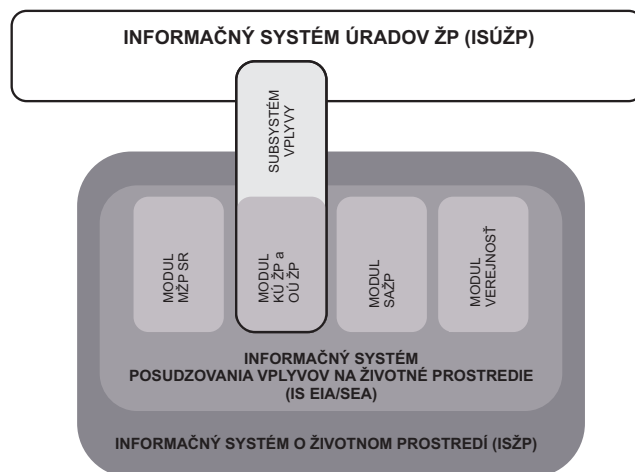 INFORMAČNÝ SYSTÉM ÚRADOV ŽP (ISÚŽP)
SUBSYSTÉM
VPLYVY
MODUL
MŽP SR
MODUL
KÚ ŽP a
OÚ ŽP
MODUL
SAŽP
MODUL
VEREJNOSŤ
INFORMAČNÝ SYSTÉM
POSUDZOVANIA VPLYVOV NA ŽIVOTNÉ PROSTREDIE
(IS EIA/SEA)
INFORMAČNÝ SYSTÉM O ŽIVOTNOM PROSTREDÍ (ISŽP)